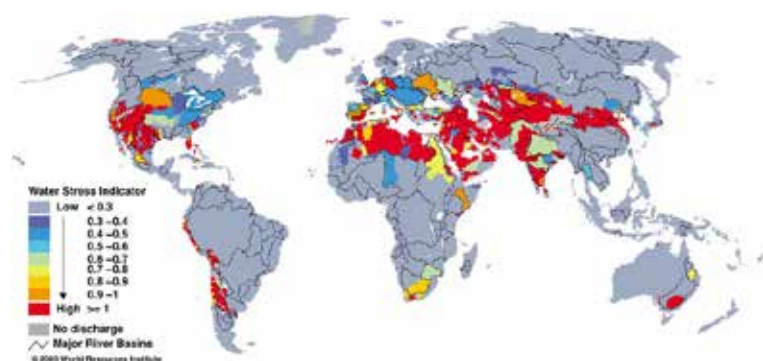 Water Stress Indicator
Low < 0.3
0.3 -0.4
0.4 -0.5
0.5 -0.6
0.6 -0.7
0.7 -0.8
0.8 -0.9
0.9 -1
High >= 1
No discharge
Major River Basins
© 2003 World Resources Institute